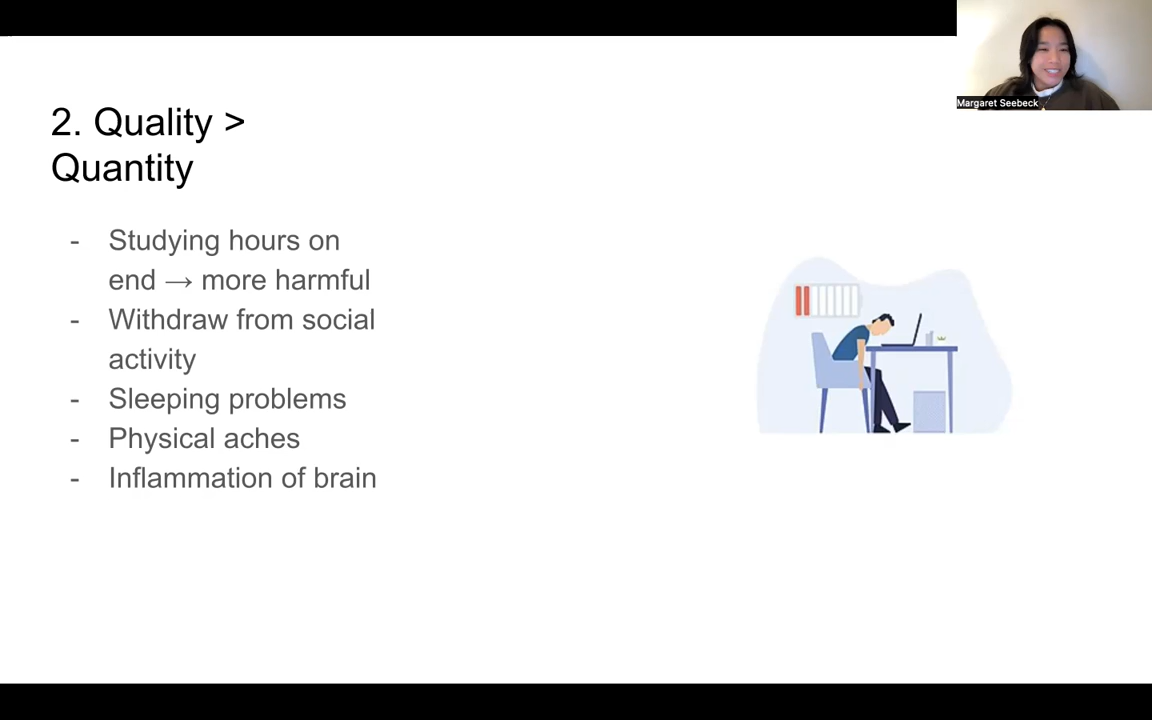 Margaret Seebeck
2. Quality >
Quantity
- Studying hours on
end → more harmful
- Withdraw from social
activity
- Sleeping problems
- Physical aches
- Inflammation of brain